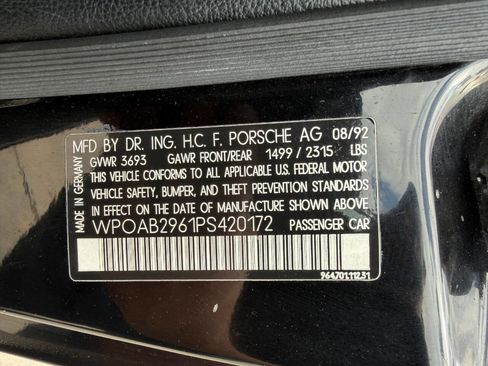 MFD BY DR. ING. H.C. F. PORSCHE AG 08/92
MADE IN GERMANY
GVWR 3693 GAWR FRONT/REAR 1499 / 2315 LBS
THIS VEHICLE CONFORMS TO ALL APPLICABLE U.S. FEDERAL MOTOR
VEHICLE SAFETY, BUMPER, AND THEFT PREVENTION STANDARDS
IN EFFECT ON THE DATE OF MANUFACTURE SHOWN ABOVE.
WPOAB2961PS420172 PASSENGER CAR
964.701.112.31